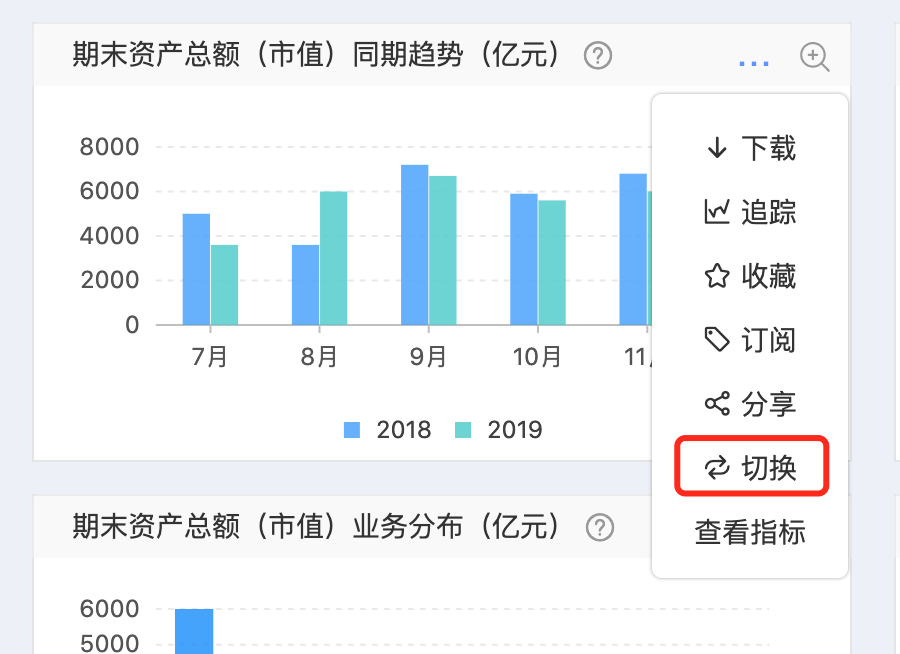 期末资产总额（市值）同期趋势（亿元） ?
...
下载
追踪
收藏
订阅
分享
切换
查看指标
8000
6000
4000
2000
0
7月 8月 9月 10月 11
2018 2019
期末资产总额（市值）业务分布（亿元） ?
6000
5000